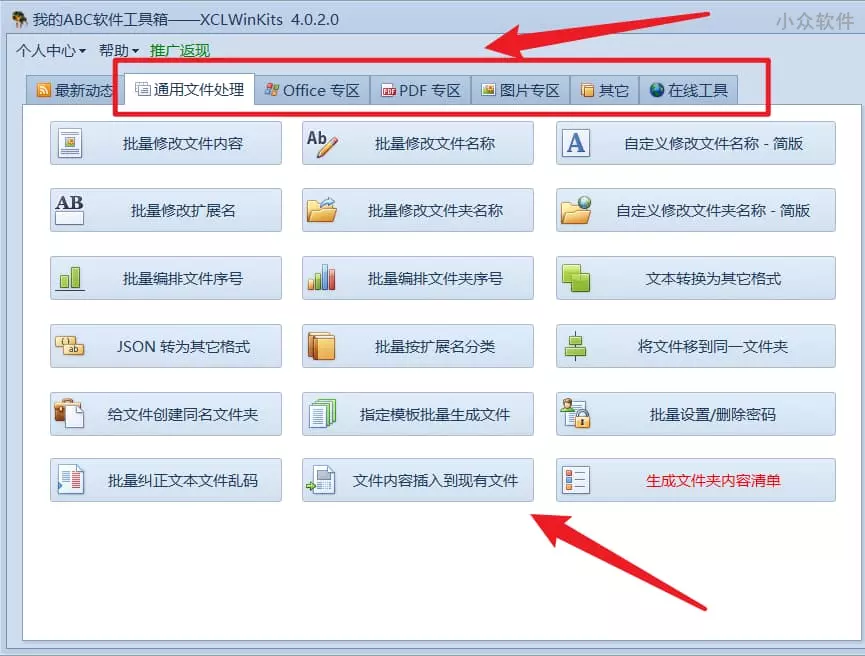 我的ABC软件工具箱——XCLWinKits 4.0.2.0
小众软件
个人中心 帮助 推广返现
最新动态 通用文件处理 Office 专区 PDF 专区 图片专区 其它 在线工具
批量修改文件内容 批量修改文件名称 自定义修改文件名称 - 简版
批量修改扩展名 批量修改文件夹名称 自定义修改文件夹名称 - 简版
批量编排文件序号 批量编排文件夹序号 文本转换为其它格式
JSON 转为其它格式 批量按扩展名分类 将文件移到同一文件夹
给文件创建同名文件夹 指定模板批量生成文件 批量设置/删除密码
批量纠正文本文件乱码 文件内容插入到现有文件 生成文件夹内容清单